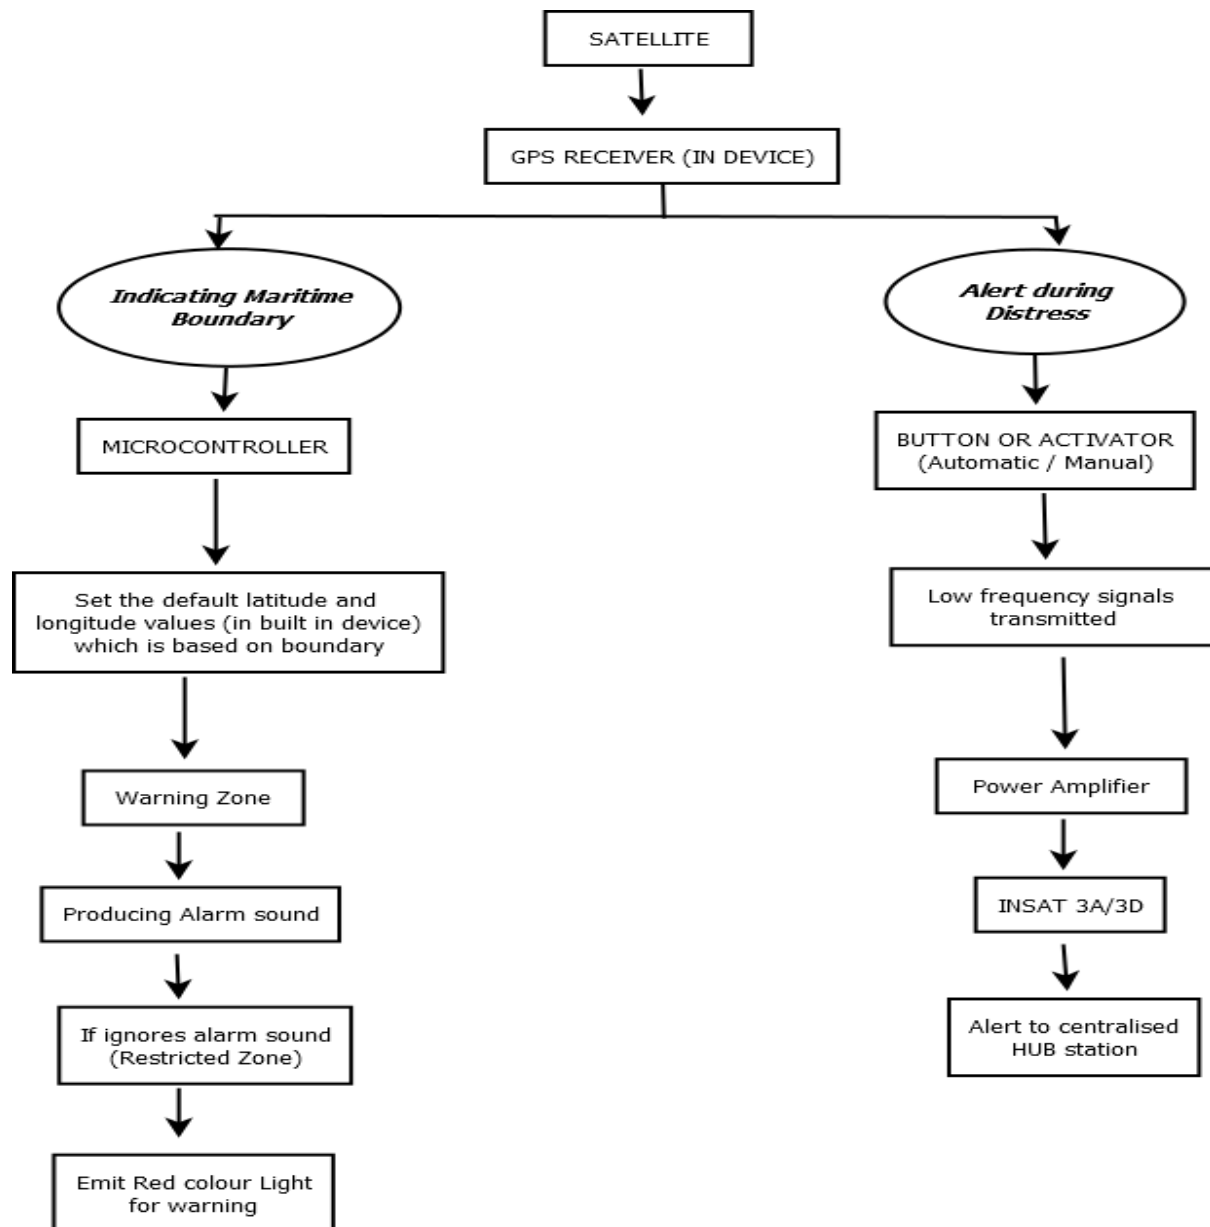 SATELLITE
GPS RECEIVER (IN DEVICE)
Indicating Maritime
Boundary
MICROCONTROLLER
Set the default latitude and
longitude values (in built in device)
which is based on boundary
Warning Zone
Producing Alarm sound
If ignores alarm sound
(Restricted Zone)
Emit Red colour Light
for warning
Alert during
Distress
BUTTON OR ACTIVATOR
(Automatic / Manual)
Low frequency signals
transmitted
Power Amplifier
INSAT 3A/3D
Alert to centralised
HUB station